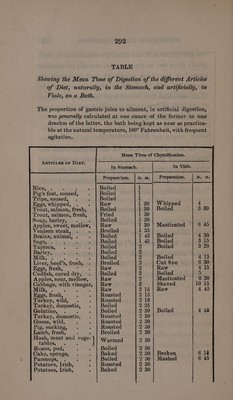 292
TABLE
Shewing the Mean Time of Digestion of the different Articles
of Diet, naturally, in the Stomach, and artificially, in
Vials, on a Bath.
The proportion of gastric juice to aliment, in artificial digestion,
was generally calculated at one ounce of the former to one
drachm of the latter, the bath being kept as near as practica-
ble at the natural temperature, 100° Fahrenheit, with frequent
agitation.
Mean Time of Chymification.
ARTICLES OF DIET. In Stomach. In Vials.
Preparation. H. M. Preparation. H. M.
Rice, Boiled 1
Pig's feet, soused, Boiled 1
Tripe, soused, Boiled 1
Eggs, whipped, Raw 1 30 Whipped 4
Trout, salmon, fresh, Boiled 1 30 Boiled 3 30
Trout, salmon, fresh, Fried 1 30
Soup, barley, Boiled 1 30
Apples, sweet, mellow, Raw 1 30 Masticated 6 45
Venison steak, Broiled 1 35
Brains, animal, Boiled 1 45 Boiled 4 30
Sago, Boiled 1 45 Boiled 3 15
Tapioca, Boiled 2 Boiled 3 20
Barley, Boiled 2
Milk, Boiled 2 Boiled 4 15
Liver, beef's, fresh, Broiled 2 Cut fine 6 30
Eggs, fresh, Raw 2 Raw 4 15
Codfish, cured dry, Boiled 2 Boiled 5
Apples, sour, mellow, Raw 2 Masticated 8 30
Cabbage, with vinegar, Raw 2 Shaved 10 15
Milk, Raw 2 15 Raw 4 45
Eggs, fresh, Roasted 2 15
Turkey, wild, Roasted 2 18
Turkey, domestic, Boiled 2 25
Gelatine, Boiled 2 30 Boiled 4 45
Turkey, domestic, Roasted 2 30
Goose, wild, Roasted 2 30
Pig, sucking, Roasted 2 30
Lamb, fresh, Broiled 2 30
Hash, meat and vege-
tables, Warmed 2 30
Beans, pod, Boiled 2 30
Cake, sponge, Baked 2 30 Broken 6 15
Parsneps, Boiled 2 30 Mashed 6 45
Potatoes, Irish, Roasted 2 30
Potatoes, Irish, Baked 2 30